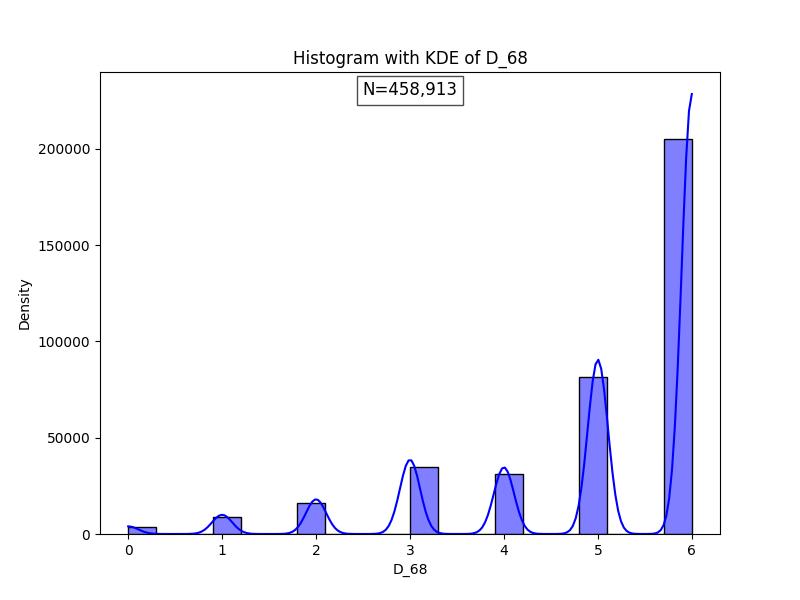 Histogram with KDE of D_68
N=458,913
200000
150000
100000
50000
0
Density
0 1 2 3 4 5 6
D_68